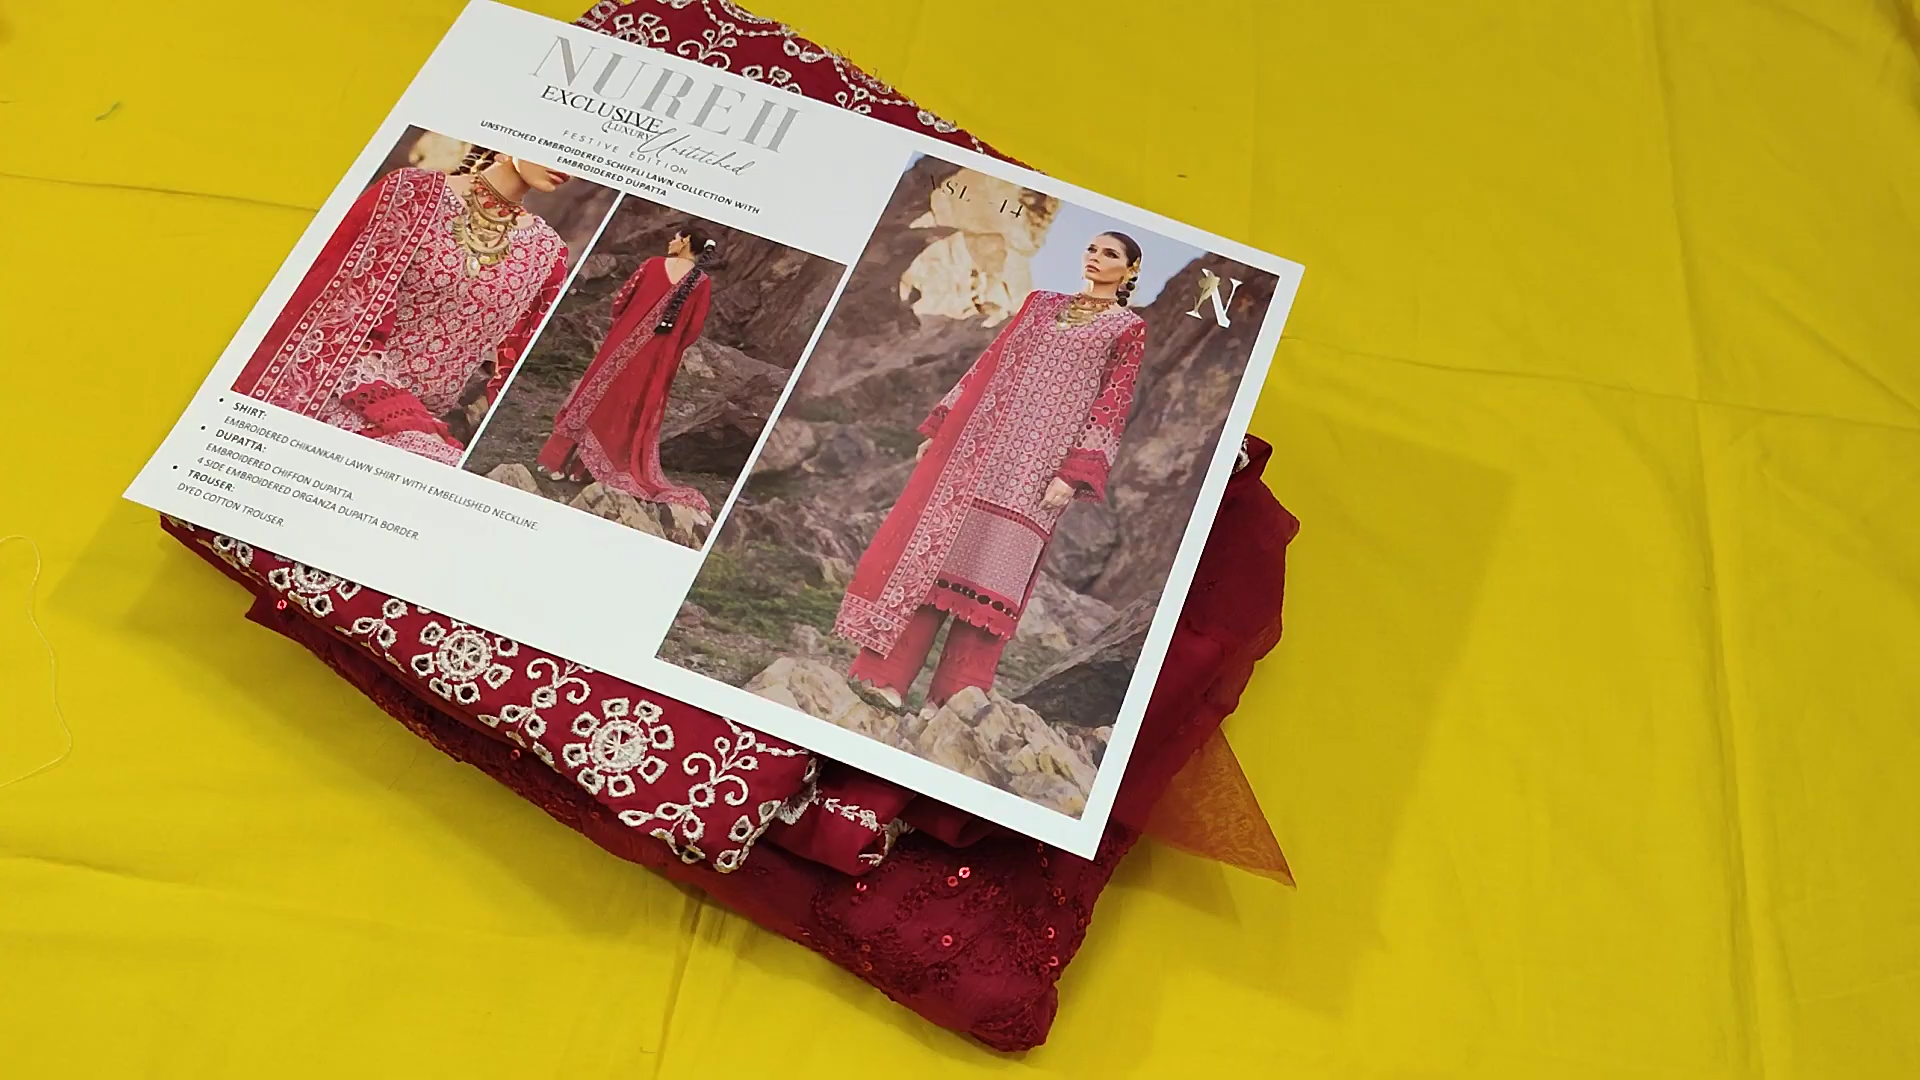 NUREH
EXCLUSIVE
LUXURY Unstitched
FESTIVE EDITION
UNSTITCHED EMBROIDERED SCHIFFLI LAWN COLLECTION WITH
EMBROIDERED DUPATTA
• SHIRT:
EMBROIDERED CHIKANKARI LAWN SHIRT WITH EMBELLISHED NECKLINE.
• DUPATTA:
EMBROIDERED CHIFFON DUPATTA.
4 SIDE EMBROIDERED ORGANZA DUPATTA BORDER.
• TROUSER:
DYED COTTON TROUSER.
N